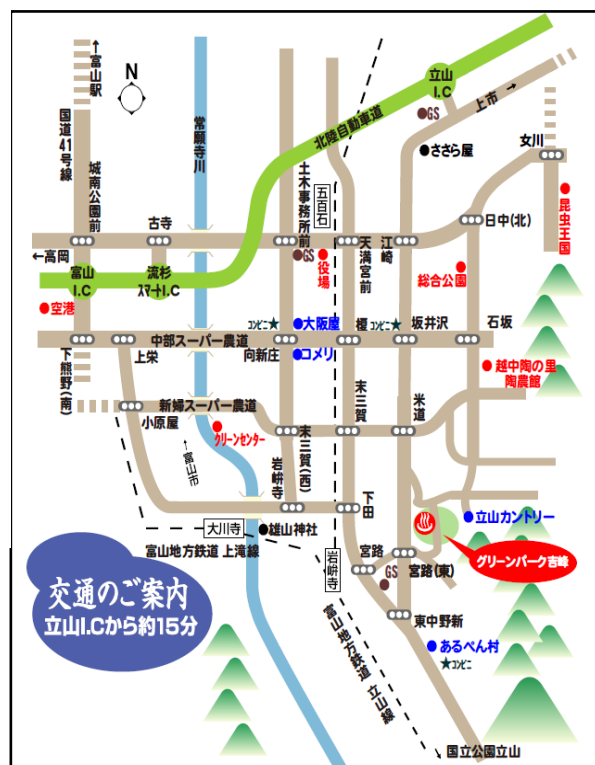 ↑富山駅
N
国道41号線
城南公園前
常願寺川
北陸自動車道
立山
I.C
GS
上市→
ささら屋
女川
昆虫王国
土木事務所前
五百石
日中(北)
古寺
←高岡
GS
役場
天満宮前
江崎
総合公園
富山
I.C
流杉
スマートI.C
空港
コンビニ★
大阪屋
榎
コンビニ★
坂井沢
石坂
中部スーパー農道
向新庄
コメリ
上栄
下熊野(南)
越中陶の里
陶農館
新婦スーパー農道
小原屋
末三賀
米道
クリーンセンター
←富山市
末三賀(西)
岩峅寺
下田
大川寺
雄山神社
立山カントリー
富山地方鉄道 上滝線
岩峅寺
宮路
宮路(東)
グリーンパーク吉峰
GS
交通のご案内
立山I.Cから約15分
富山地方鉄道 立山線
東中野新
あるぺん村
★コンビニ
国立公園立山